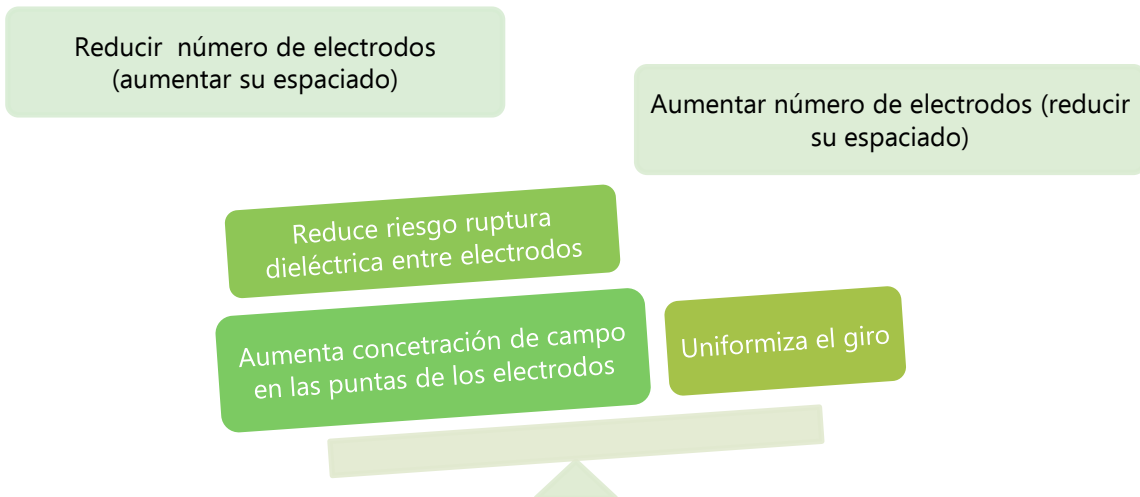 Reducir  número de electrodos
(aumentar su espaciado)
Aumentar número de electrodos (reducir
su espaciado)
Reduce riesgo ruptura
dieléctrica entre electrodos
Aumenta concetración de campo
en las puntas de los electrodos
Uniformiza el giro